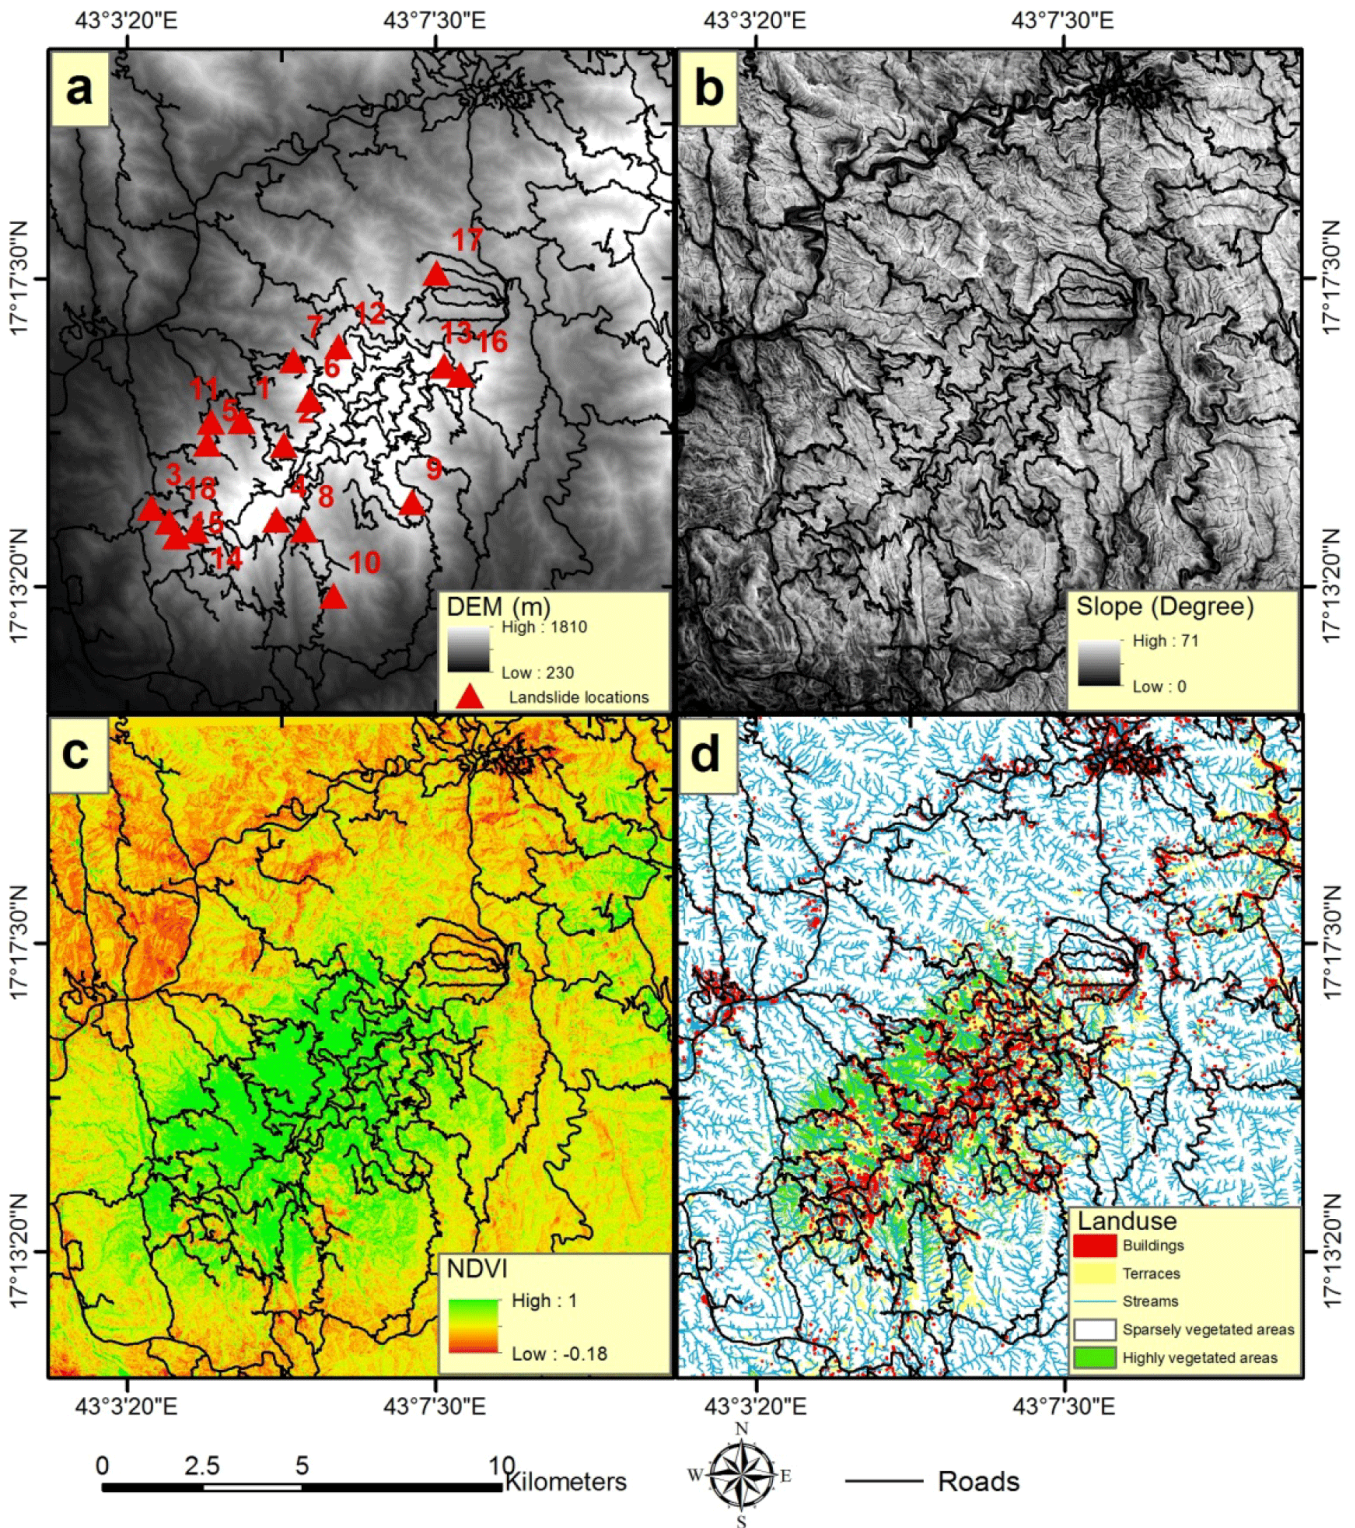 43°3'20"E
43°7'30"E
43°3'20"E
43°7'30"E
a
b
17°17'30"N
17°17'30"N
17
12
7
13
16
6
11
1
5
2
9
3
18
4
8
15
14
10
17°13'20"N
17°13'20"N
DEM (m)
High : 1810
Low : 230
Landslide locations
Slope (Degree)
High : 71
Low : 0
c
d
17°17'30"N
17°17'30"N
17°13'20"N
17°13'20"N
NDVI
High : 1
Low : -0.18
Landuse
Buildings
Terraces
Streams
Sparsely vegetated areas
Highly vegetated areas
43°3'20"E
43°7'30"E
43°3'20"E
43°7'30"E
0 2.5 5 10
Kilometers
N
W E
S
Roads